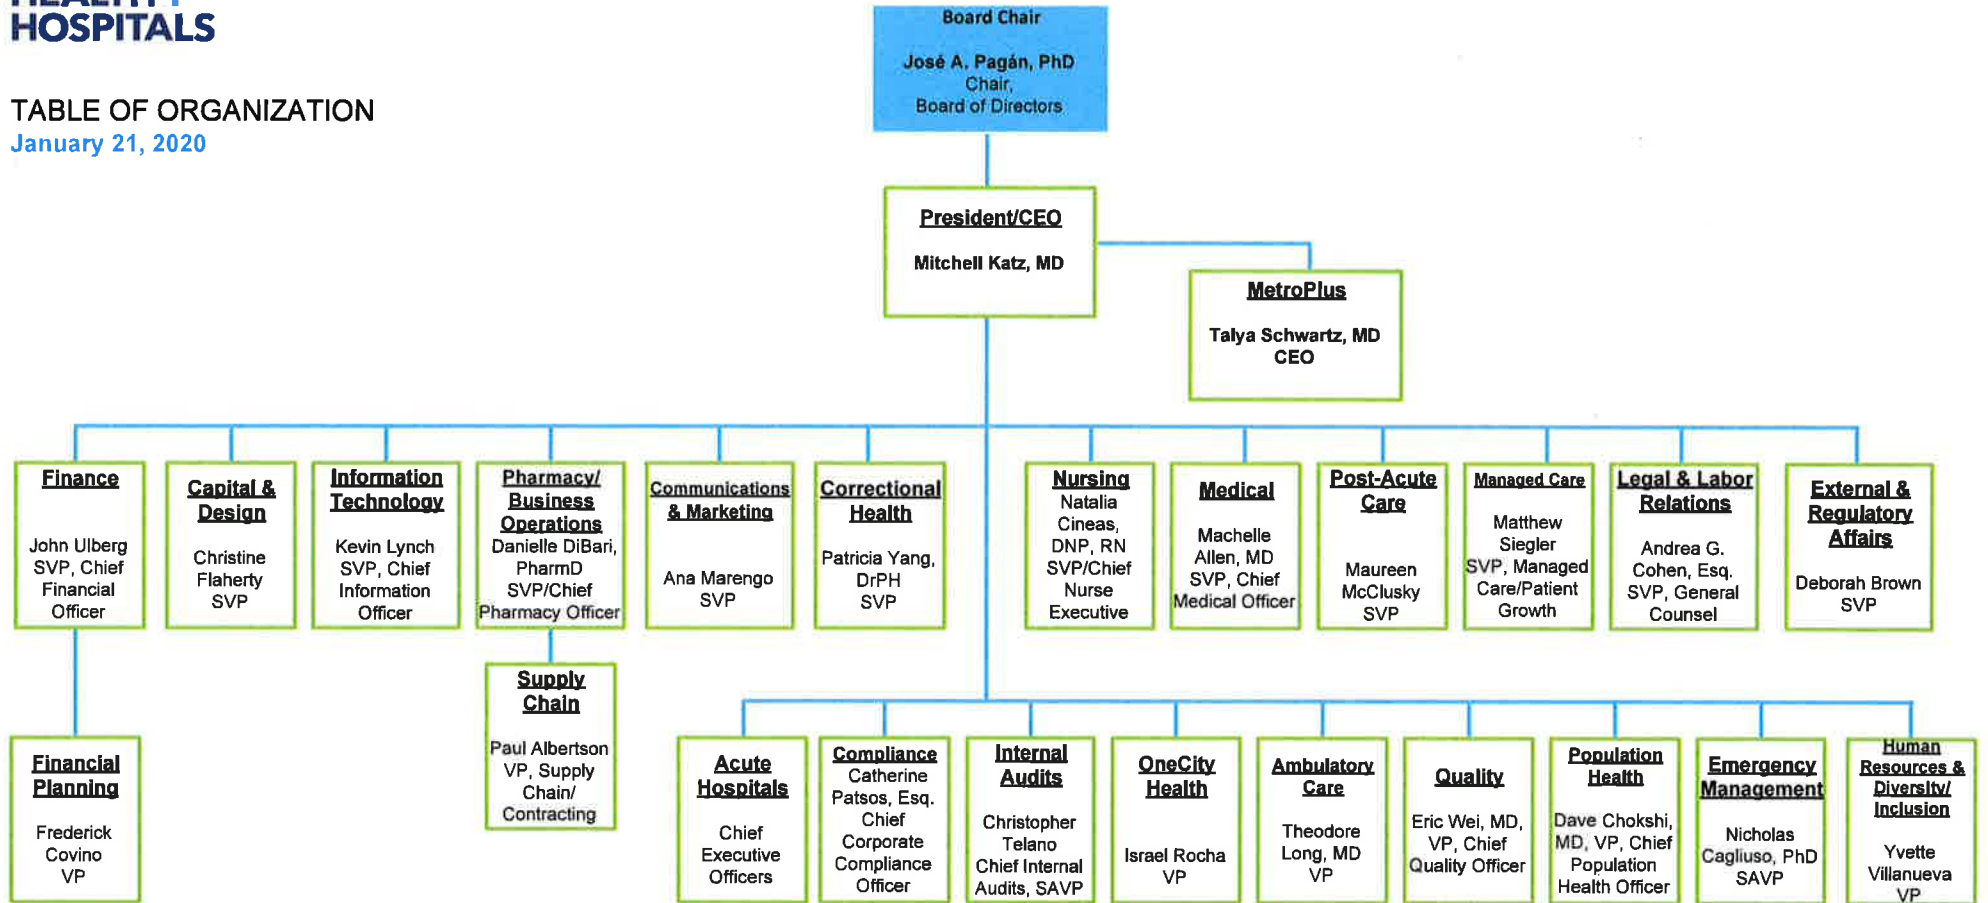 HEALTH+
HOSPITALS
TABLE OF ORGANIZATION
January 21, 2020
Board Chair
José A. Pagán, PhD
Chair,
Board of Directors
President/CEO
Mitchell Katz, MD
MetroPlus
Talya Schwartz, MD
CEO
Finance
John Ulberg
SVP, Chief
Financial
Officer
Capital &
Design
Christine
Flaherty
SVP
Information
Technology
Kevin Lynch
SVP, Chief
Information
Officer
Pharmacy/
Business
Operations
Danielle DiBari,
PharmD
SVP/Chief
Pharmacy Officer
Communications
& Marketing
Ana Marengo
SVP
Correctional
Health
Patricia Yang,
DrPH
SVP
Nursing
Natalia
Cineas,
DNP, RN
SVP/Chief
Nurse
Executive
Medical
Machelle
Allen, MD
SVP, Chief
Medical Officer
Post-Acute
Care
Maureen
McClusky
SVP
Managed Care
Matthew
Siegler
SVP, Managed
Care/Patient
Growth
Legal & Labor
Relations
Andrea G.
Cohen, Esq.
SVP, General
Counsel
External &
Regulatory
Affairs
Deborah Brown
SVP
Financial
Planning
Frederick
Covino
VP
Supply
Chain
Paul Albertson
VP, Supply
Chain/
Contracting
Acute
Hospitals
Chief
Executive
Officers
Compliance
Catherine
Patsos, Esq.
Chief
Corporate
Compliance
Officer
Internal
Audits
Christopher
Telano
Chief Internal
Audits, SAVP
OneCity
Health
Israel Rocha
VP
Ambulatory
Care
Theodore
Long, MD
VP
Quality
Eric Wei, MD,
VP, Chief
Quality Officer
Population
Health
Dave Chokshi,
MD, VP, Chief
Population
Health Officer
Emergency
Management
Nicholas
Cagliuso, PhD
SAVP
Human
Resources &
Diversity/
Inclusion
Yvette
Villanueva
VP